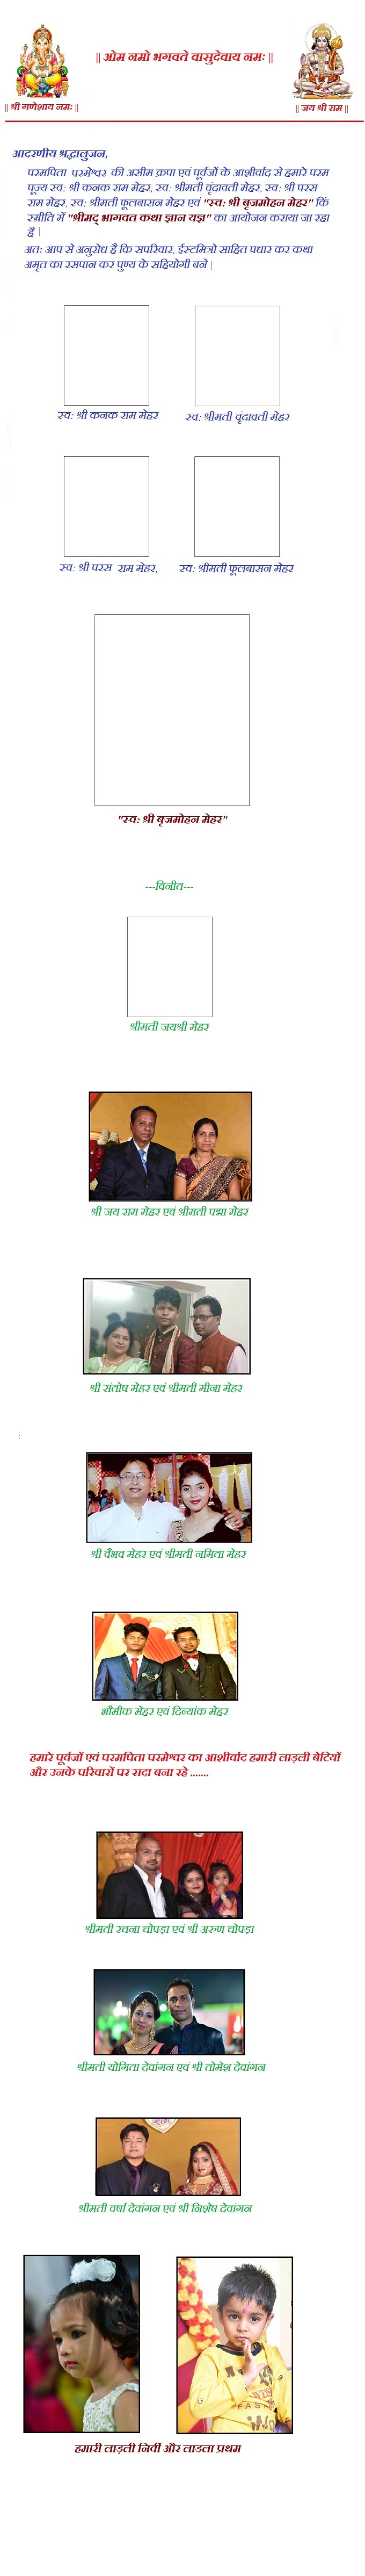 || ओम नमो भगवते वासुदेवाय नमः ||
|| श्री गणेशाय नमः ||
|| जय श्री राम ||
आदरणीय श्रद्धालुजन,
परमपिता परमेश्वर की असीम क्रपा एवं पूर्वजों के आशीर्वाद से हमारे परम
पूज्य स्व: श्री कनक राम मेहर, स्व: श्रीमती वृंदावती मेहर, स्व: श्री परस
राम मेहर, स्व: श्रीमती फूलबासन मेहर एवं "स्व: श्री बृजमोहन मेहर" किं
स्म्रीति में "श्रीमद् भागवत कथा ज्ञान यज्ञ" का आयोजन कराया जा रहा
है |
अतः आप से अनुरोध है कि सपरिवार, ईस्टमित्रो साहित पधार कर कथा
अमृत का रसपान कर पुण्य के सहियोगी बने |
स्व: श्री कनक राम मेहर
स्व: श्रीमती वृंदावती मेहर
स्व: श्री परस राम मेहर,
स्व: श्रीमती फूलबासन मेहर
"स्व: श्री बृजमोहन मेहर"
---विनीत---
श्रीमती जयश्री मेहर
श्री जय राम मेहर एवं श्रीमती पद्मा मेहर
श्री संतोष मेहर एवं श्रीमती मीना मेहर
:
श्री वैभव मेहर एवं श्रीमती नमिता मेहर
भौमीक मेहर एवं दिव्यांक मेहर
हमारे पूर्वजों एवं परमपिता परमेश्वर का आशीर्वाद हमारी लाड़ली बेटियों
और उनके परिवारों पर सदा बना रहे .......
श्रीमती रचना चोपड़ा एवं श्री अरुण चोपड़ा
श्रीमती योगिता देवांगन एवं श्री तोमेश देवांगन
श्रीमती वर्षा देवांगन एवं श्री निशेष देवांगन
हमारी लाड़ली निर्वी और लाडला प्रथम